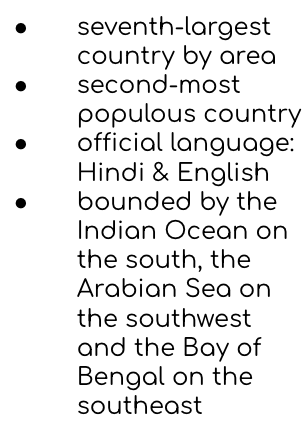 ● seventh-largest
country by area
● second-most
populous country
● official language:
Hindi & English
● bounded by the
Indian Ocean on
the south, the
Arabian Sea on
the southwest
and the Bay of
Bengal on the
southeast